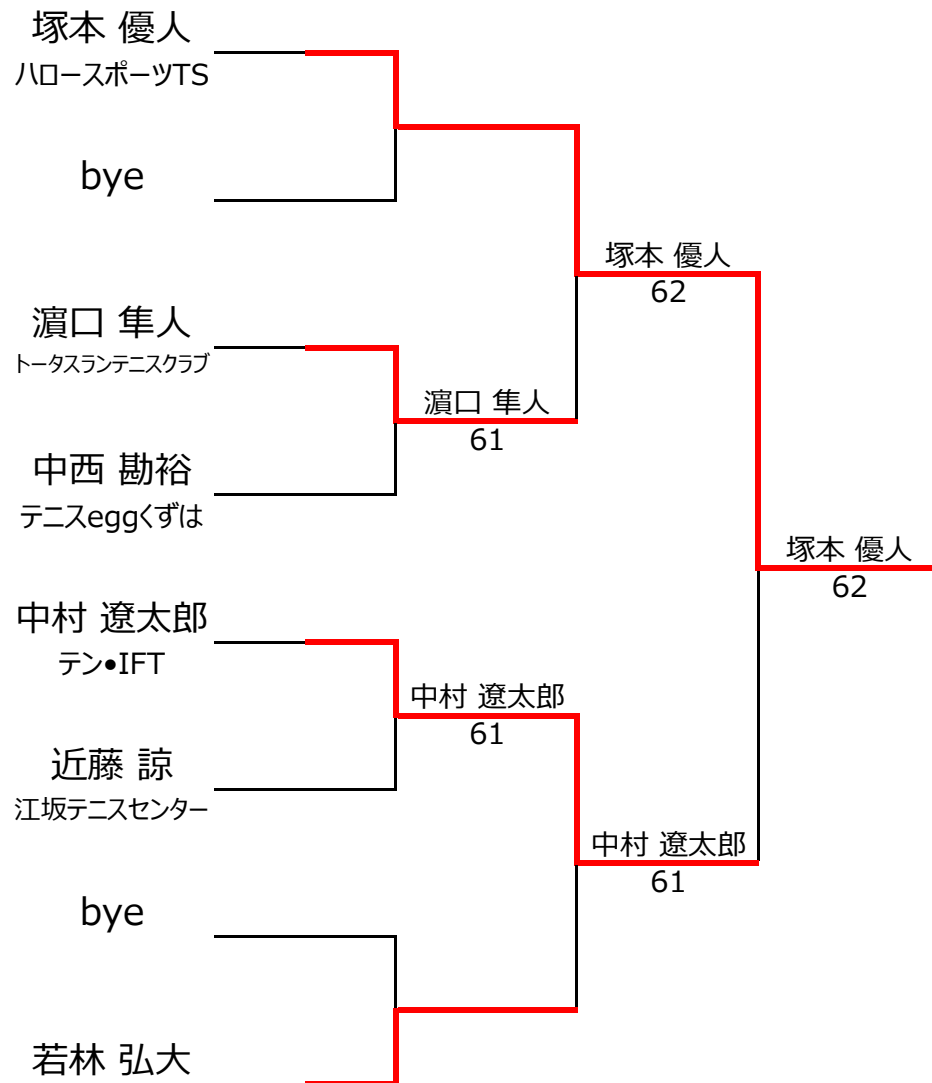 塚本 優人
ハロースポーツTS
bye
濵口 隼人
トータスランテニスクラブ
中西 勘裕
テニスeggくずは
中村 遼太郎
テン•IFT
近藤 諒
江坂テニスセンター
bye
若林 弘大
濵口 隼人
61
中村 遼太郎
61
塚本 優人
62
中村 遼太郎
61
塚本 優人
62